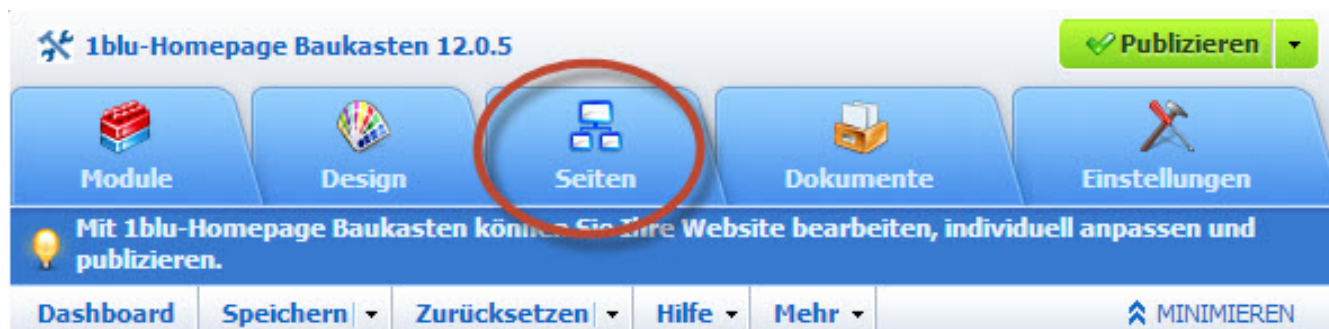 1blu-Homepage Baukasten 12.0.5
Publizieren
Module
Design
Seiten
Dokumente
Einstellungen
Mit 1blu-Homepage Baukasten können Sie Ihre Website bearbeiten, individuell anpassen und
publizieren.
Dashboard
Speichern
Zurücksetzen
Hilfe
Mehr
MINIMIEREN